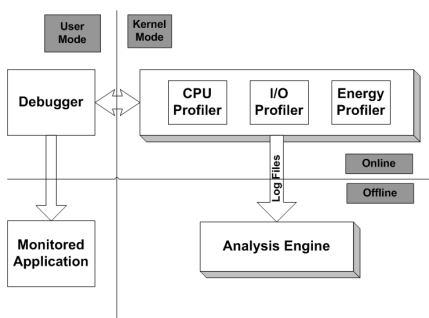 User
Mode
Kernel
Mode
Debugger
CPU
Profiler
I/O
Profiler
Energy
Profiler
Log Files
Online
Offline
Monitored
Application
Analysis Engine